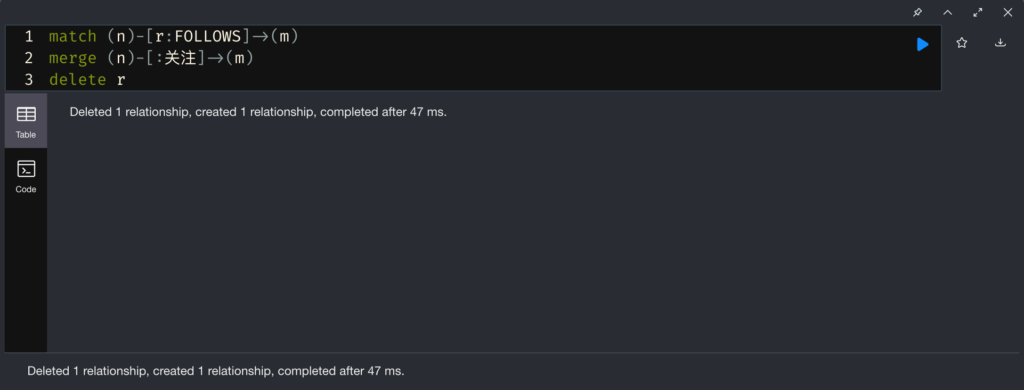 1 match (n)-[r:FOLLOWS]->(m)
2 merge (n)-[:关注]->(m)
3 delete r
Table
Deleted 1 relationship, created 1 relationship, completed after 47 ms.
Code
Deleted 1 relationship, created 1 relationship, completed after 47 ms.